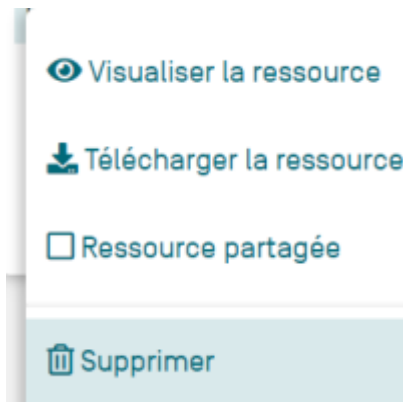 Visualiser la ressource
Télécharger la ressource
Ressource partagée
Supprimer